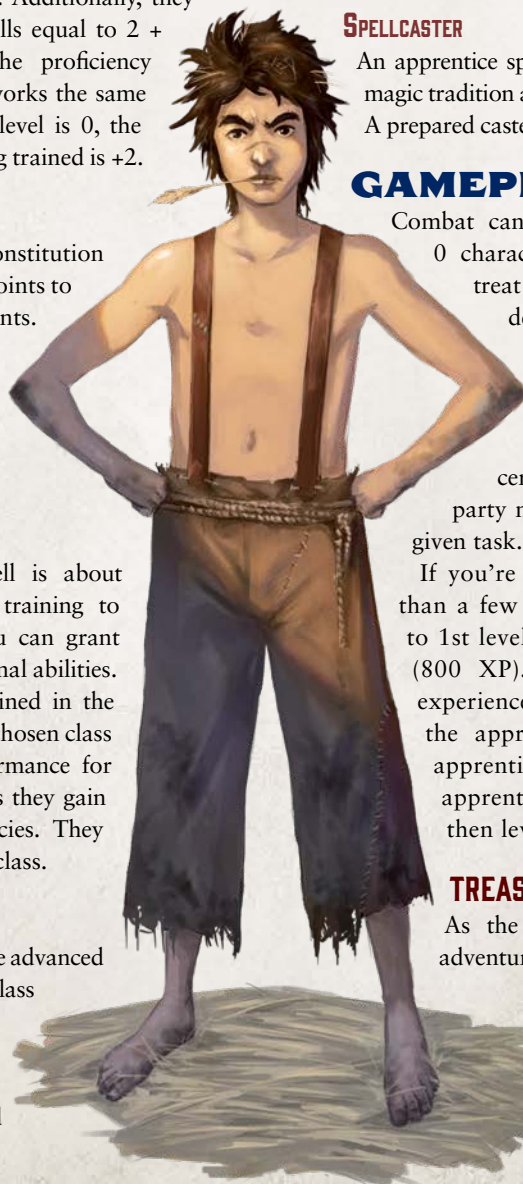 . Additionally, they
lls equal to 2 +
he proficiency
works the same
level is 0, the
g trained is +2.
onstitution
oints to
nts.
ell is about
training to
u can grant
nal abilities.
ined in the
hosen class
rmance for
s they gain
cies. They
class.
e advanced
lass
SPELLCASTER
An apprentice sp
magic tradition a
A prepared caste
GAMEP
Combat can
0 charac
treat
d
cer
party m
given task.
If you're
than a few
to 1st level
(800 XP).
experience
the appr
apprenti
apprent
then lev
TREAS
As the
adventu